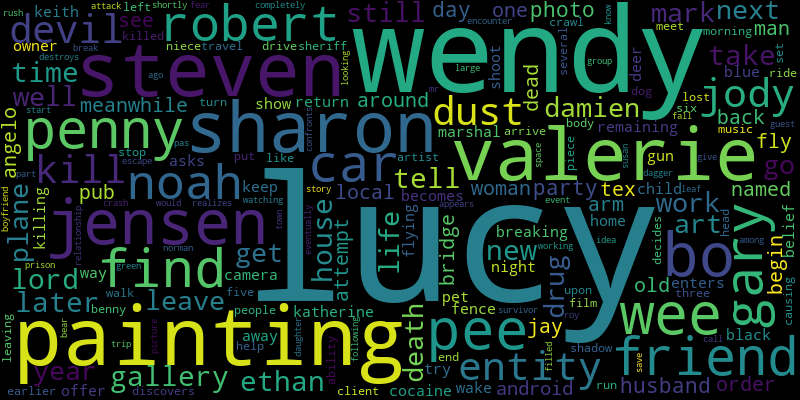 attack
shortly
fear
completely
rush
keith
left
devil
see
robert
still
day
one
photo
crawl
mark
next
know
meet
morning
man
owner
niece
travel
drive
sheriff
killed
encounter
several
group
time
break
destroys
ago
steven
wendy
looking
large
shoot
deer
blue
take
ride
set
well
meanwhile
show
return
around
dead
mr
dog
lost
six
fall
jody
start
turn
confronts
dust
damien
back
angelo
penny
sharon
marshal
arrive
body
remaining
music
guest
escape
pas
stop
like
car
valerie
fly
part
asks
put
artist
tell
space
piece
susan
gun
give
go
kill
noah
pub
keep
local
woman
party
tex
child
leaf
named
boyfriend
killing
crash
would
realizes
story
watching
becomes
dagger
arm
work
head
belief
jensen
life
flying
breaking
event
home
art
plane
relationship
town
appears
new
working
idea
decides
bo
gary
begin
find
get
house
attempt
bridge
night
drug
old
enters
among
causing
lord
way
norman
prison
green
camera
lucy
pet
upon
film
three
later
leave
walk
five
people
katherine
fence
survivor
roy
wee
black
leaving
benny
away
death
pee
jay
shadow
call
painting
bear
trip
picture
help
daughter
ability
eventually
following
end
entity
filled
save
friend
year
gallery
ethan
try
wake
android
run
husband
order
earlier
offer
discovers
client
cocaine